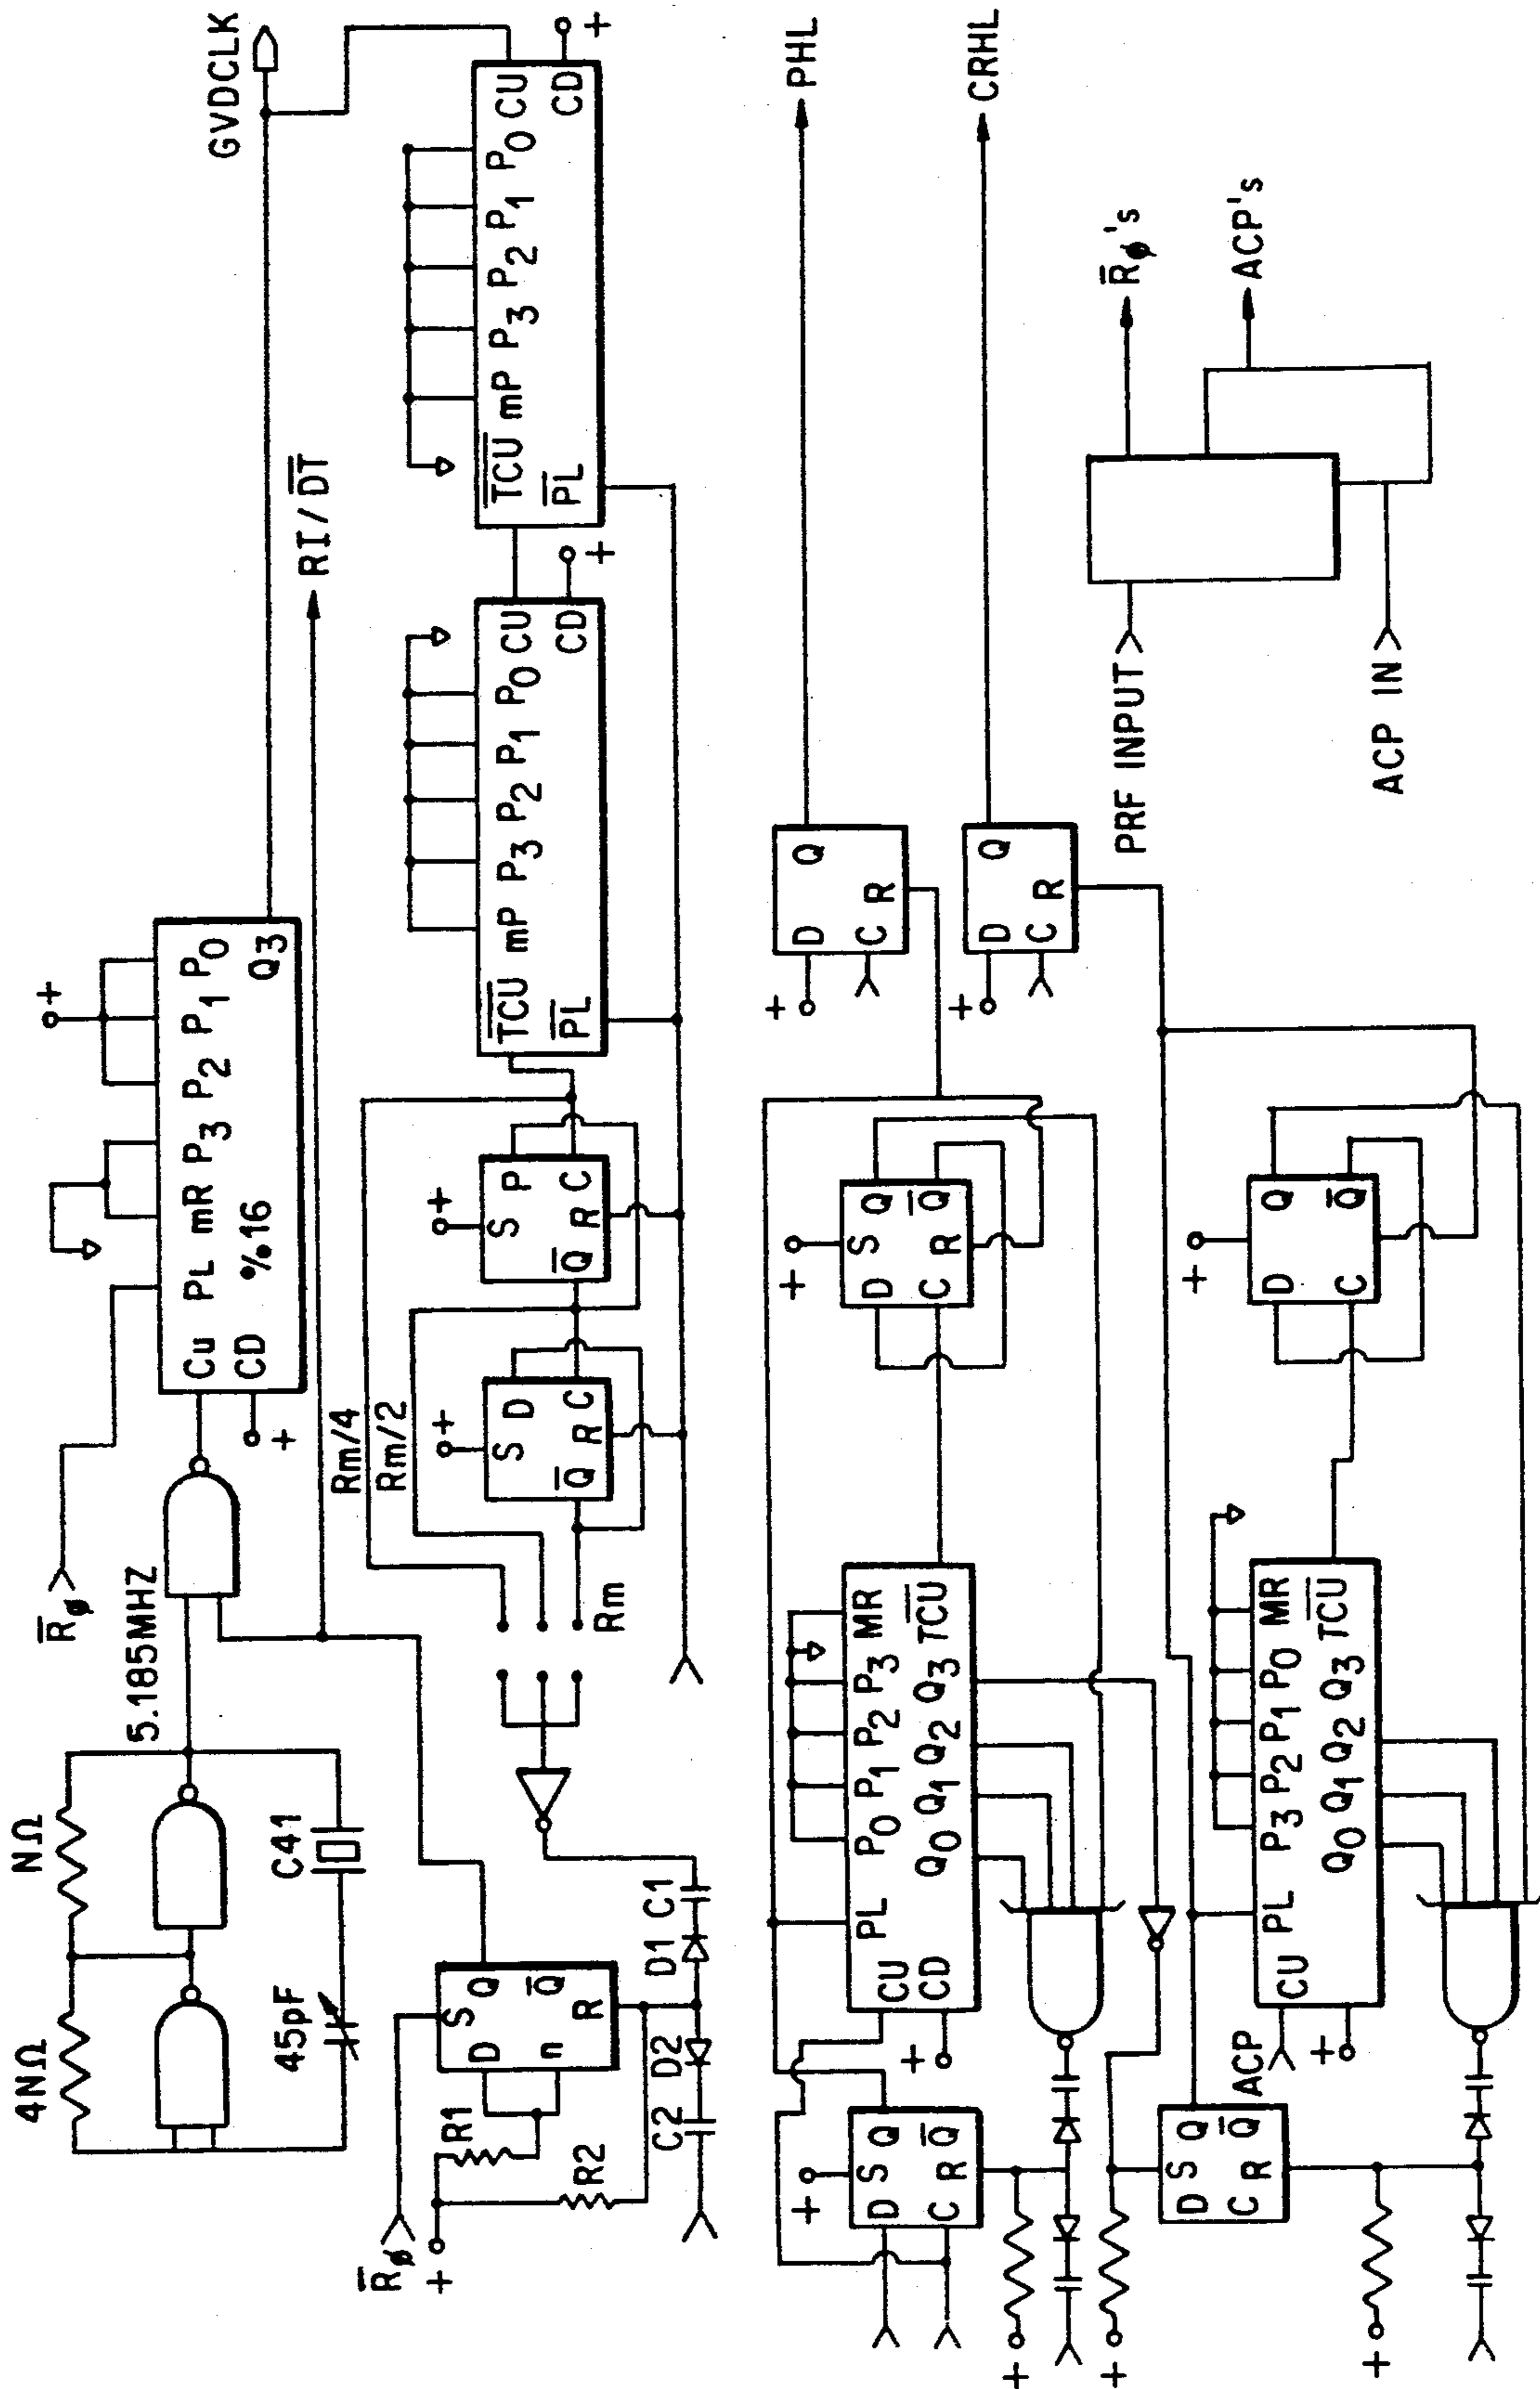 NΩ
4NΩ
C41
45pF
5.185MHZ
R̅ϕ
Cu PL mR P3 P2 P1 P0
CD %16 Q3
+
+
GVDCLK
RI/D̅T̅
R̅ϕ
+
R1
R2
S
D Q
n Q̅
R
C2 D2 D1 C1
Rm/4
Rm/2
Rm
+
S D
Q̅ R C
+
S P
Q̅ R C
T̅C̅U̅ mP P3 P2 P1 P0 CU
P̅L̅ CD
+
T̅C̅U̅ mP P3 P2 P1 P0 CU
P̅L̅ CD
+
+
D S Q
C R Q̅
+
+
PL P0 P1 P2 P3 MR
CU
CD Q0 Q1 Q2 Q3 T̅C̅U̅
+
+
S
D Q
C R Q̅
+
D Q
C R
PHL
+
D Q
C R
CRHL
+
S
D Q
C Q̅
R
+
ACP
+
PL P3 P2 P1 P0 MR
CU Q0 Q1 Q2 Q3 T̅C̅U̅
+
D Q
C Q̅
PRF INPUT
ACP IN
R̅ϕ's
ACP's